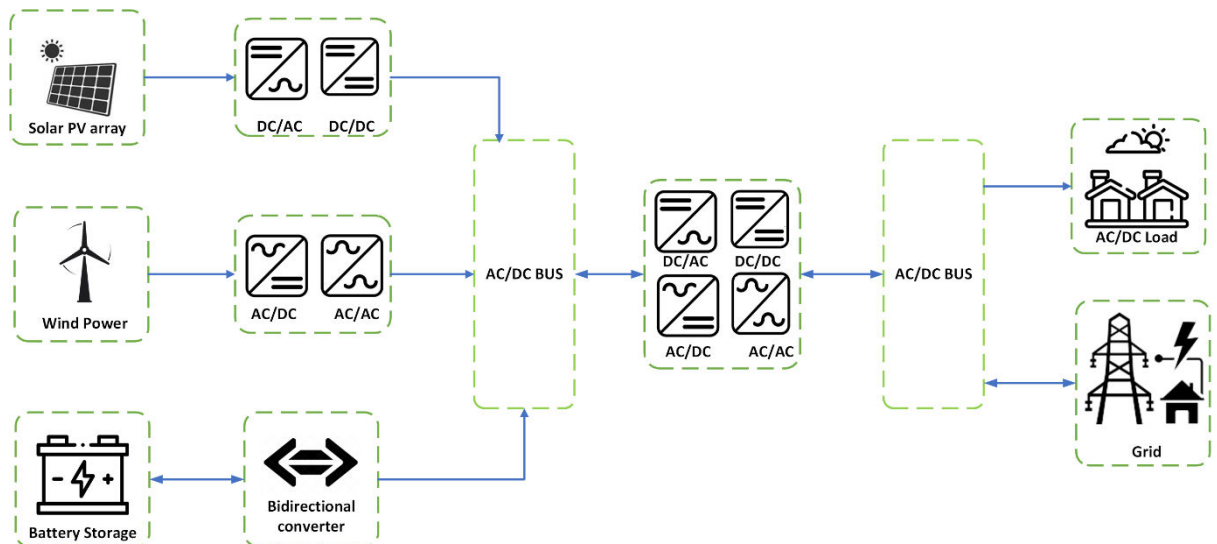 Solar PV array
DC/AC
DC/DC
Wind Power
AC/DC
AC/AC
Battery Storage
Bidirectional
converter
AC/DC BUS
DC/AC
DC/DC
AC/DC
AC/AC
AC/DC BUS
AC/DC Load
Grid